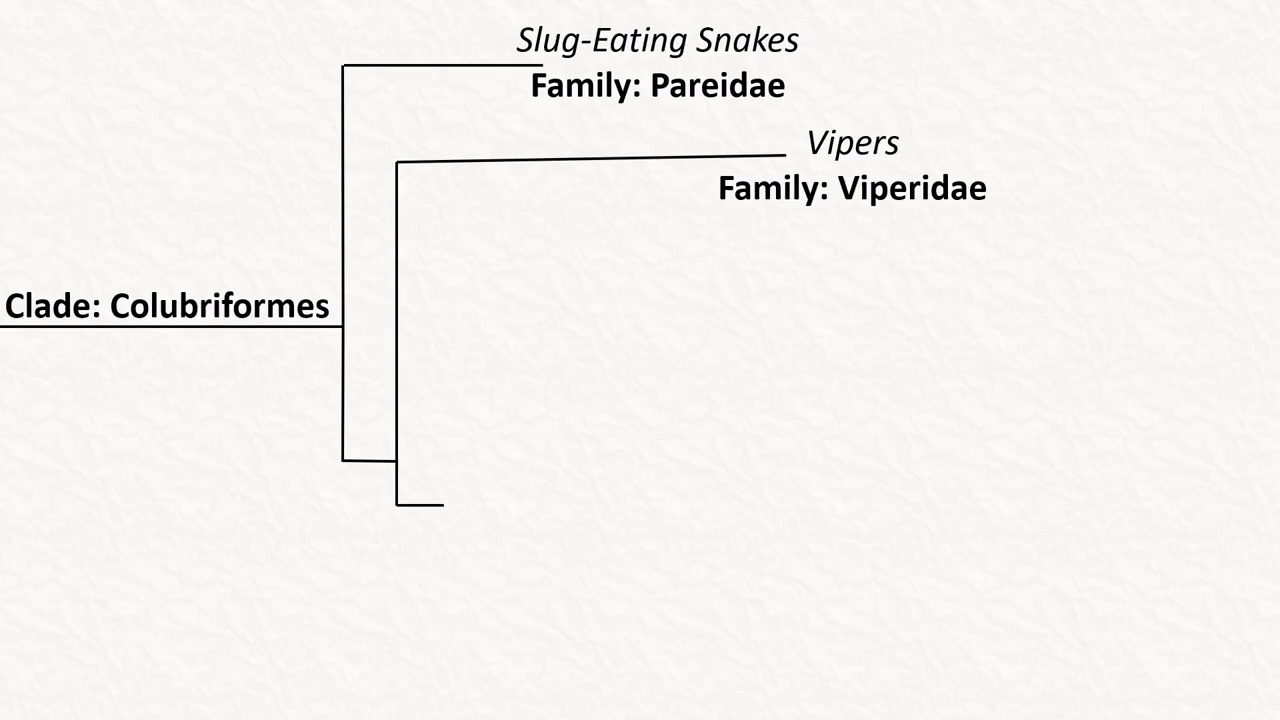 Slug-Eating Snakes
Family: Pareidae
Vipers
Family: Viperidae
Clade: Colubriformes